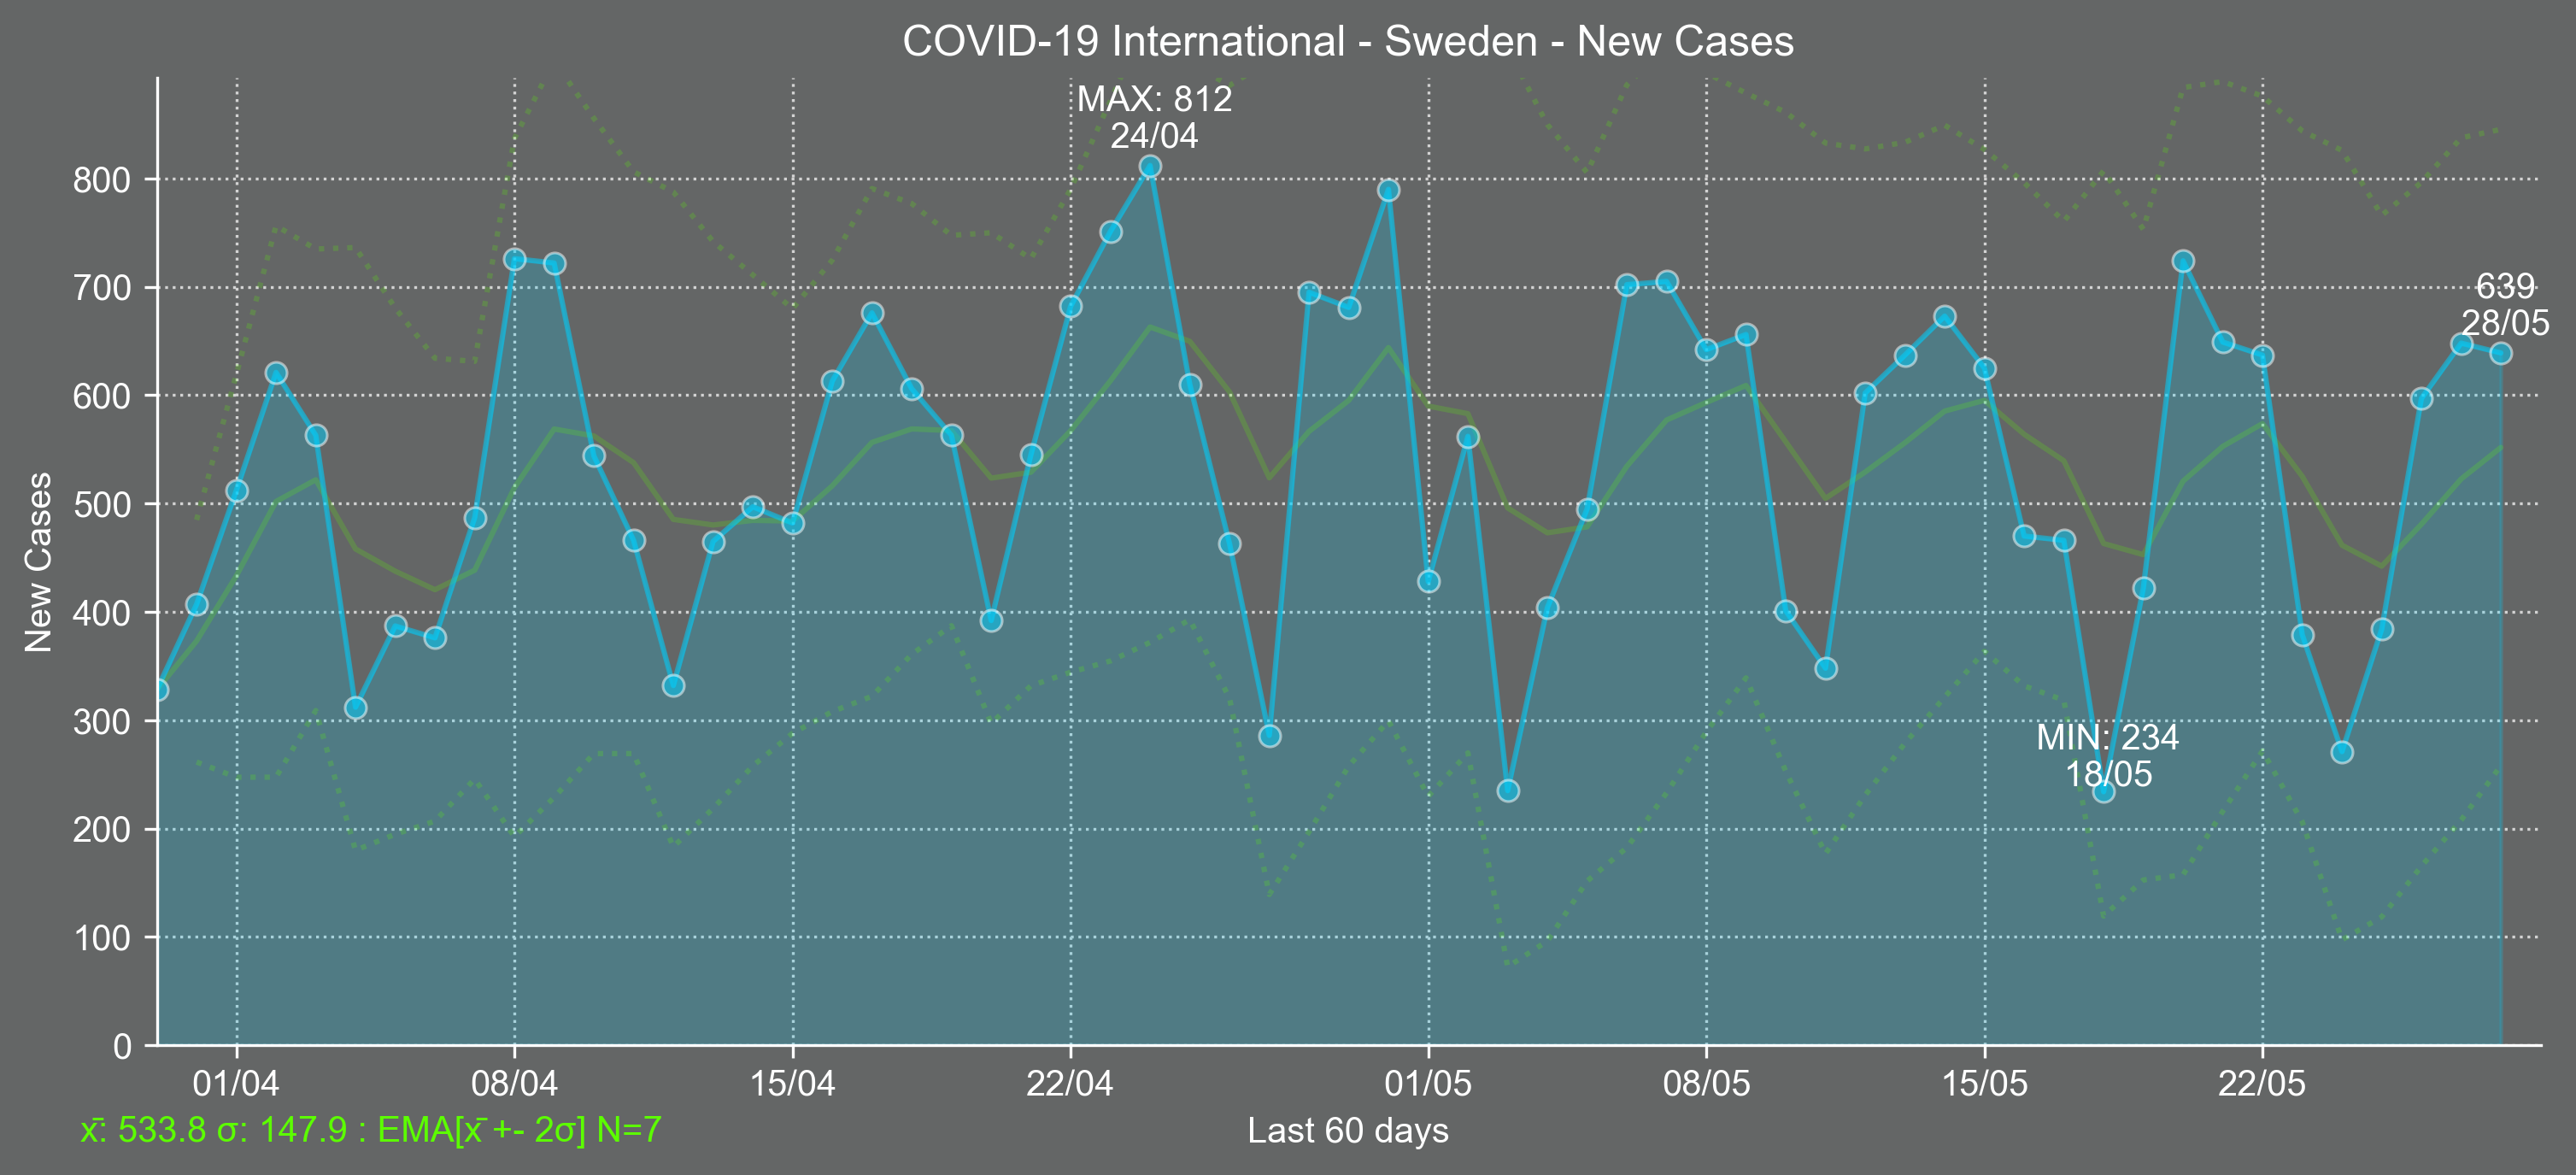 COVID-19 International - Sweden - New Cases
MAX: 812
24/04
639
28/05
MIN: 234
18/05
New Cases
800
700
600
500
400
300
200
100
0
01/04 08/04 15/04 22/04 01/05 08/05 15/05 22/05
x̄: 533.8 σ: 147.9 : EMA[x̄ +- 2σ] N=7
Last 60 days